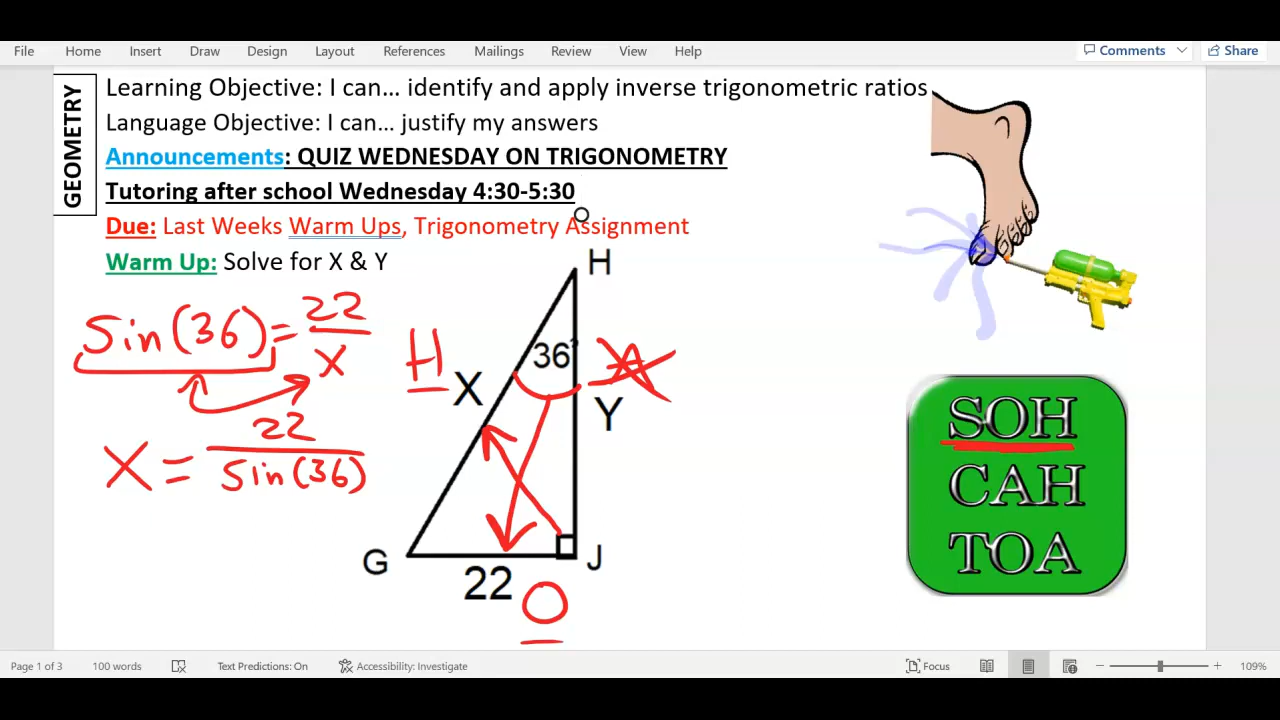 File Home Insert Draw Design Layout References Mailings Review View Help Comments Share
GEOMETRY
Learning Objective: I can... identify and apply inverse trigonometric ratios
Language Objective: I can... justify my answers
Announcements: QUIZ WEDNESDAY ON TRIGONOMETRY
Tutoring after school Wednesday 4:30-5:30
Due: Last Weeks Warm Ups, Trigonometry Assignment
Warm Up: Solve for X & Y
Sin(36) = 22/X
X = 22/Sin(36)
H
36°
H
A
X
Y
G
J
22
O
SOH
CAH
TOA
Page 1 of 3 100 words Text Predictions: On Accessibility: Investigate Focus 109%